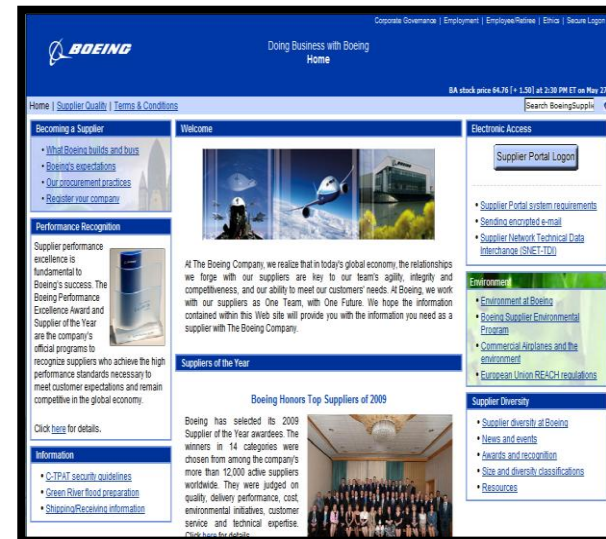 Corporate Governance | Employment | Employee/Retiree | Ethics | Secure Logon
BOEING
Doing Business with Boeing
Home
BA stock price 64.76 [+ 1.50] at 2:30 PM ET on May 27
Home | Supplier Quality | Terms & Conditions
Search BoeingSupplie
Becoming a Supplier
• What Boeing builds and buys
• Boeing's expectations
• Our procurement practices
• Register your company
Performance Recognition
Supplier performance
excellence is
fundamental to
Boeing's success. The
Boeing Performance
Excellence Award and
Supplier of the Year
are the company's
official programs to
recognize suppliers who achieve the high
performance standards necessary to
meet customer expectations and remain
competitive in the global economy.
Click here for details.
Information
• C-TPAT security guidelines
• Green River flood preparation
• Shipping/Receiving information
Welcome
At The Boeing Company, we realize that in today's global economy, the relationships
we forge with our suppliers are key to our team's agility, integrity and
competitiveness, and our ability to meet our customers' needs. At Boeing, we work
with our suppliers as One Team, with One Future. We hope the information
contained within this Web site will provide you with the information you need as a
supplier with The Boeing Company.
Suppliers of the Year
Boeing Honors Top Suppliers of 2009
Boeing has selected its 2009
Supplier of the Year awardees. The
winners in 14 categories were
chosen from among the company's
more than 12,000 active suppliers
worldwide. They were judged on
quality, delivery performance, cost,
environmental initiatives, customer
service and technical expertise.
Click here for details
Electronic Access
Supplier Portal Logon
• Supplier Portal system requirements
• Sending encrypted e-mail
• Supplier Network Technical Data
Interchange (SNET-TDI)
Environment
• Environment at Boeing
• Boeing Supplier Environmental
Program
• Commercial Airplanes and the
environment
• European Union REACH regulations
Supplier Diversity
• Supplier diversity at Boeing
• News and events
• Awards and recognition
• Size and diversity classifications
• Resources